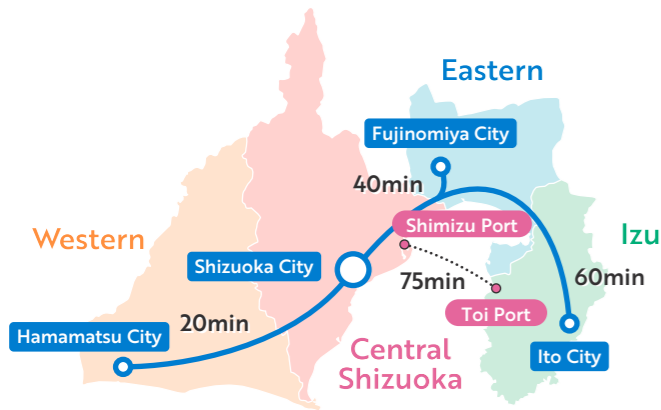 Eastern
Fujinomiya City
40min
Shimizu Port
Western
Izu
Shizuoka City
75min
60min
Toi Port
20min
Hamamatsu City
Central
Shizuoka
Ito City